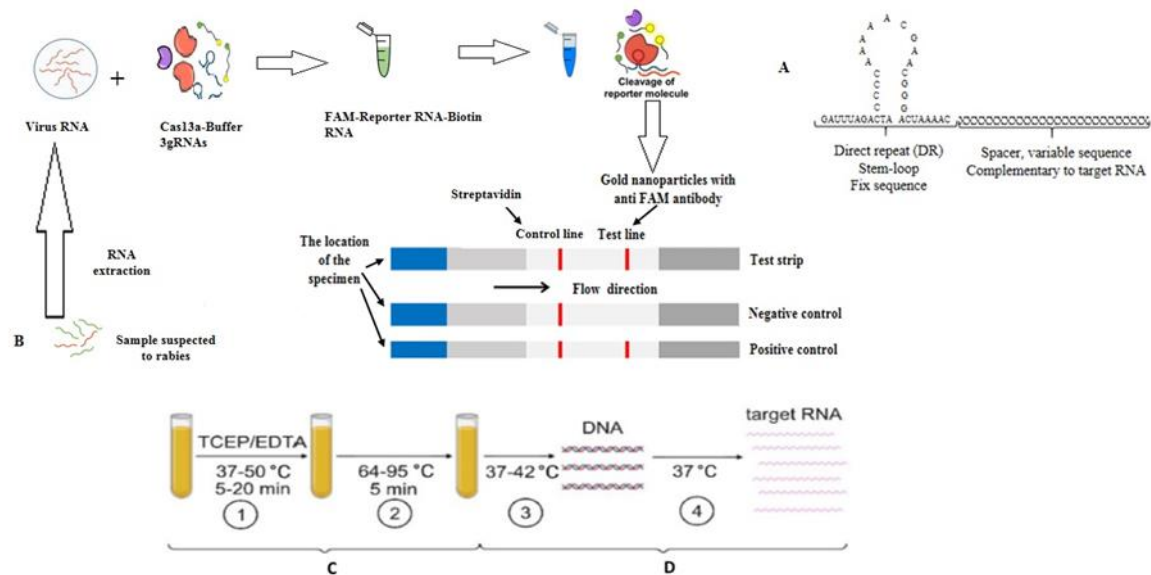 Virus RNA
+
Cas13a-Buffer
3gRNAs
FAM-Reporter RNA-Biotin
RNA
Cleavage of
reporter molecule
A
A
A
C
A
G
A
A
A
A
C
C
C
G
C
G
C
G
GAUUUAGACUA ACUAAAAC XXXXXXXXXXXXXXXXXXXXXXXXXXXX
Direct repeat (DR)
Stem-loop
Fix sequence
Spacer, variable sequence
Complementary to target RNA
Gold nanoparticles with
anti FAM antibody
Streptavidin
Control line
Test line
The location
of the
specimen
Test strip
Flow direction
Negative control
Positive control
RNA
extraction
B
Sample suspected
to rabies
TCEP/EDTA
37-50 °C
5-20 min
1
64-95 °C
5 min
2
37-42 °C
3
DNA
37 °C
4
target RNA
C
D